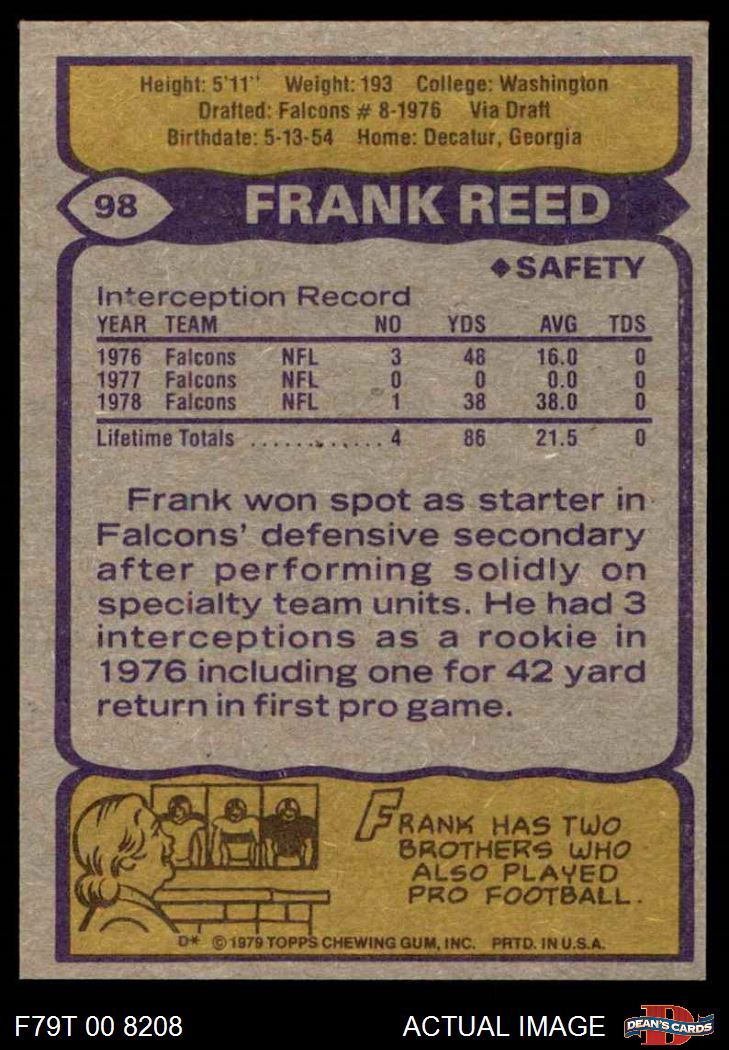 Height: 5'11" Weight: 193 College: Washington
Drafted: Falcons # 8-1976 Via Draft
Birthdate: 5-13-54 Home: Decatur, Georgia
98 FRANK REED
◆SAFETY
Interception Record
YEAR TEAM NO YDS AVG TDS
1976 Falcons NFL 3 48 16.0 0
1977 Falcons NFL 0 0 0.0 0
1978 Falcons NFL 1 38 38.0 0
Lifetime Totals ............ 4 86 21.5 0
Frank won spot as starter in
Falcons' defensive secondary
after performing solidly on
specialty team units. He had 3
interceptions as a rookie in
1976 including one for 42 yard
return in first pro game.
FRANK HAS TWO
BROTHERS WHO
ALSO PLAYED
PRO FOOTBALL.
D* © 1979 TOPPS CHEWING GUM, INC. PRTD. IN U.S.A.
F79T 00 8208 ACTUAL IMAGE DEAN'S CARDS